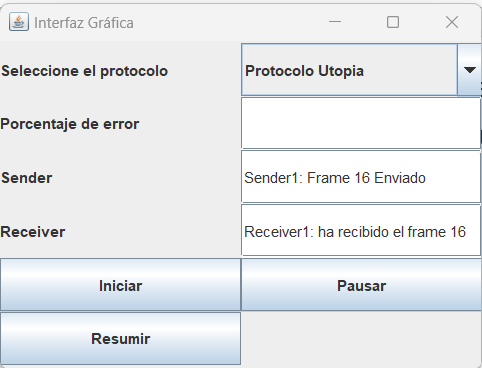 Interfaz Gráfica
Seleccione el protocolo
Protocolo Utopia
Porcentaje de error
Sender
Sender1: Frame 16 Enviado
Receiver
Receiver1: ha recibido el frame 16
Iniciar
Pausar
Resumir